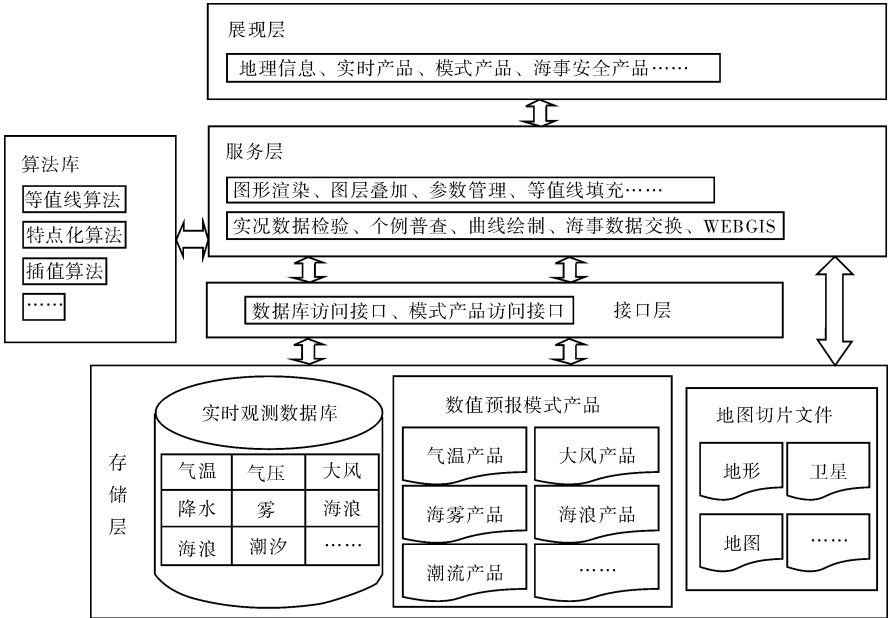 展现层
地理信息、实时产品、模式产品、海事安全产品……
服务层
图形渲染、图层叠加、参数管理、等值线填充……
实况数据检验、个例普查、曲线绘制、海事数据交换、WEBGIS
算法库
等值线算法
特点化算法
插值算法
……
数据库访问接口、模式产品访问接口
接口层
存储层
实时观测数据库
气温 气压 大风
降水 雾 海浪
海浪 潮汐 ……
数值预报模式产品
气温产品 大风产品
海雾产品 海浪产品
潮流产品 ……
地图切片文件
地形 卫星
地图 ……